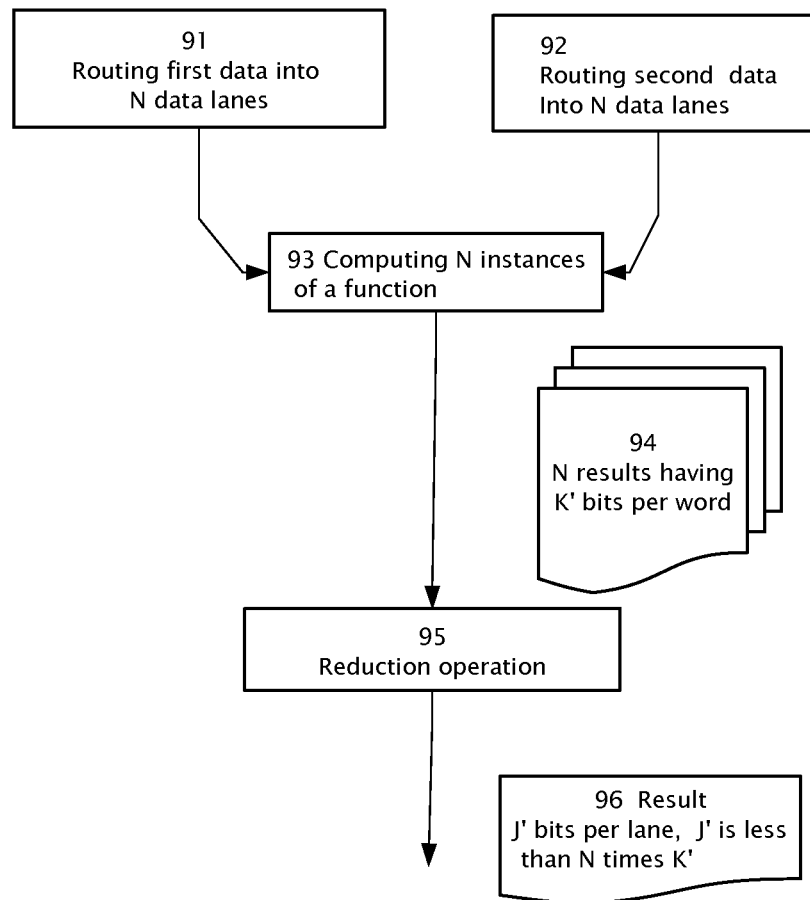 91
Routing first data into
N data lanes
92
Routing second data
Into N data lanes
93 Computing N instances
of a function
94
N results having
K' bits per word
95
Reduction operation
96 Result
J' bits per lane, J' is less
than N times K'